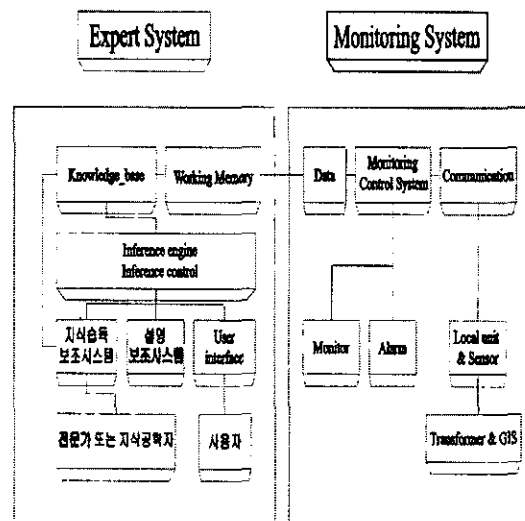 Expert System
Monitoring System
Knowledge_base
Working Memory
Data
Monitoring
Control System
Communication
Inference engine
Inference control
지식습득
보조시스템
설명
보조시스템
User
interface
Monitor
Alarm
Local unit
& Sensor
전문가 또는 지식공학자
사용자
Transformer & GIS